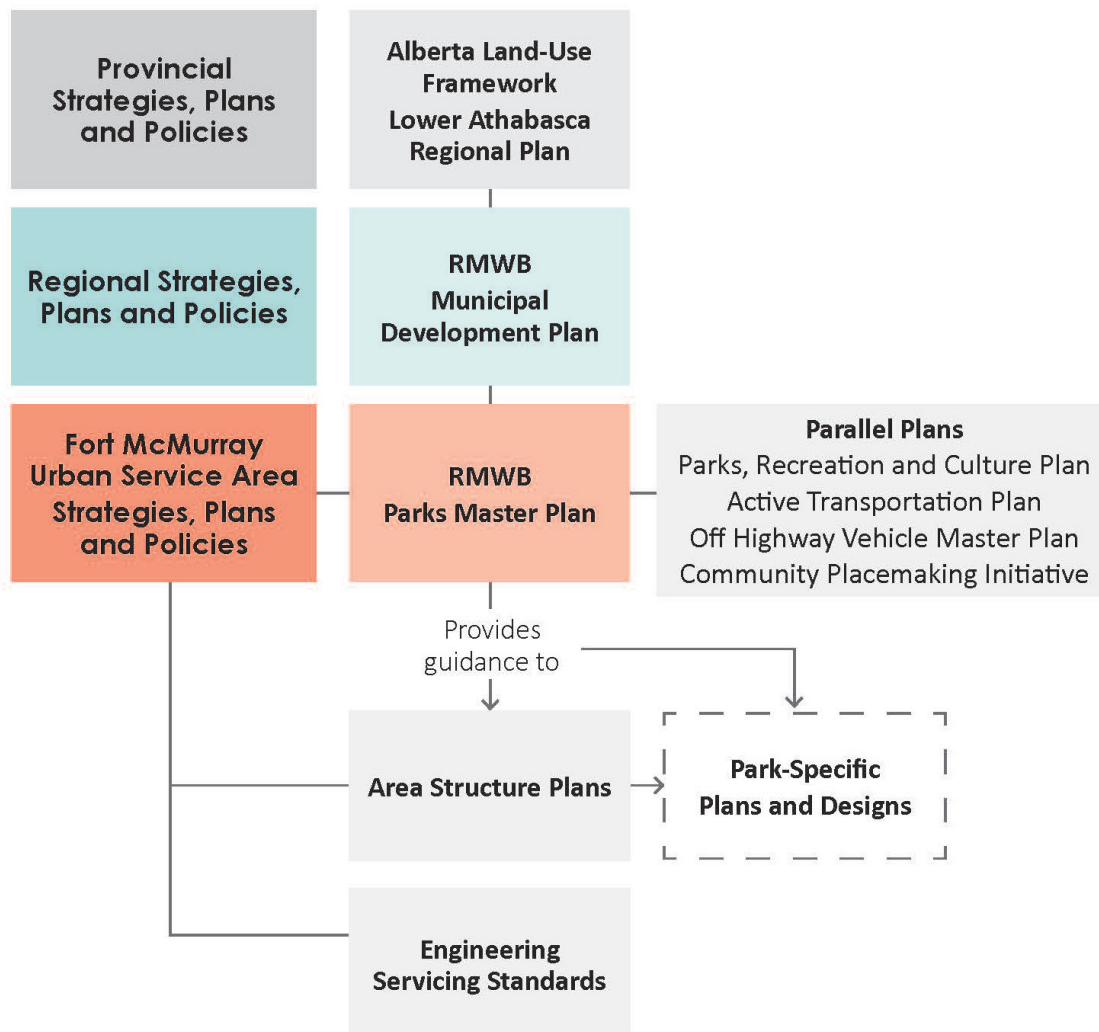 Provincial
Strategies, Plans
and Policies
Alberta Land-Use
Framework
Lower Athabasca
Regional Plan
Regional Strategies,
Plans and Policies
RMWB
Municipal
Development Plan
Fort McMurray
Urban Service Area
Strategies, Plans
and Policies
RMWB
Parks Master Plan
Parallel Plans
Parks, Recreation and Culture Plan
Active Transportation Plan
Off Highway Vehicle Master Plan
Community Placemaking Initiative
Provides
guidance to
Area Structure Plans
Park-Specific
Plans and Designs
Engineering
Servicing Standards